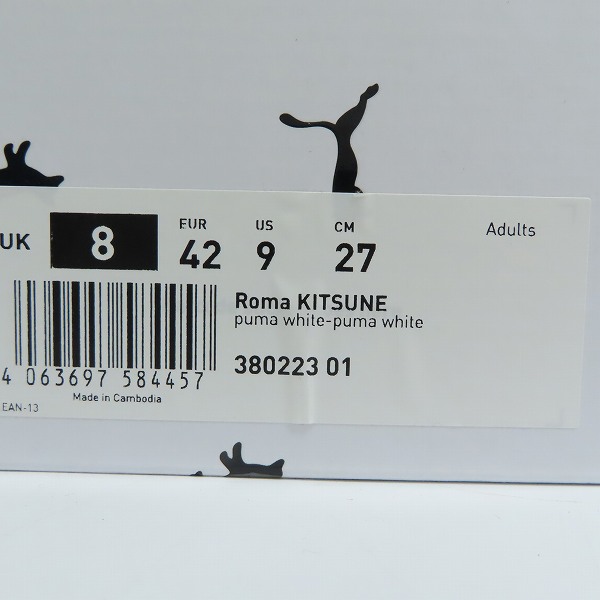 UK 8 EUR 42 US 9 CM 27 Adults
Roma KITSUNE
puma white-puma white
380223 01
4 063697 584457
Made in Cambodia
EAN-13